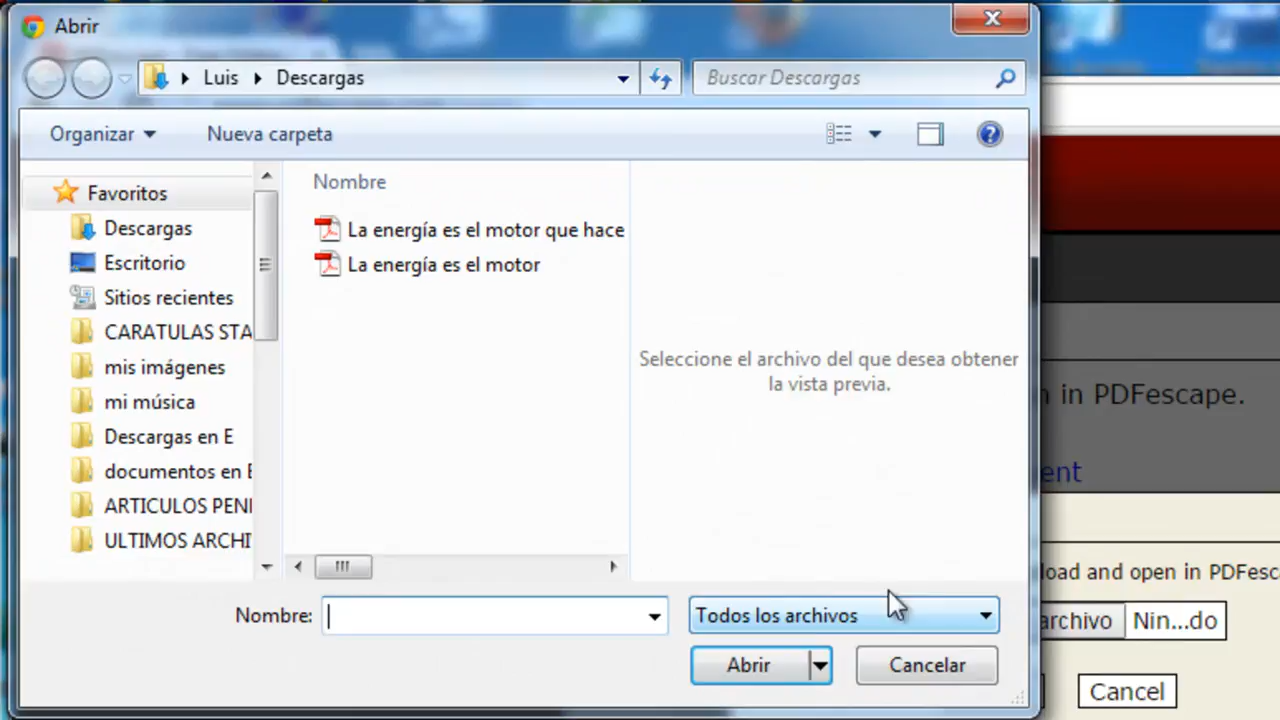 Abrir
Luis Descargas
Buscar Descargas
Organizar
Nueva carpeta
Favoritos
Descargas
Escritorio
Sitios recientes
CARATULAS STA
mis imágenes
mi música
Descargas en E
documentos en E
ARTICULOS PENI
ULTIMOS ARCHI
Nombre
La energía es el motor que hace
La energía es el motor
Seleccione el archivo del que desea obtener
la vista previa.
Nombre:
Todos los archivos
Abrir
Cancelar
in PDFescape.
ent
load and open in PDFesc
archivo
Nin...do
Cancel